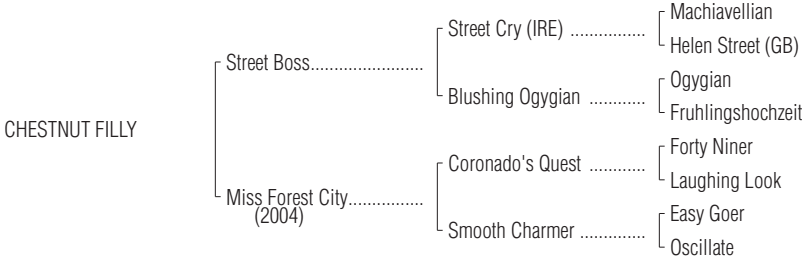 Machiavellian
Street Cry (IRE) ................
Helen Street (GB)
Street Boss........................
Ogygian
Blushing Ogygian ............
Fruhlingshochzeit
CHESTNUT FILLY
Forty Niner
Coronado's Quest ............
Laughing Look
Miss Forest City................
(2004)
Easy Goer
Smooth Charmer ..............
Oscillate